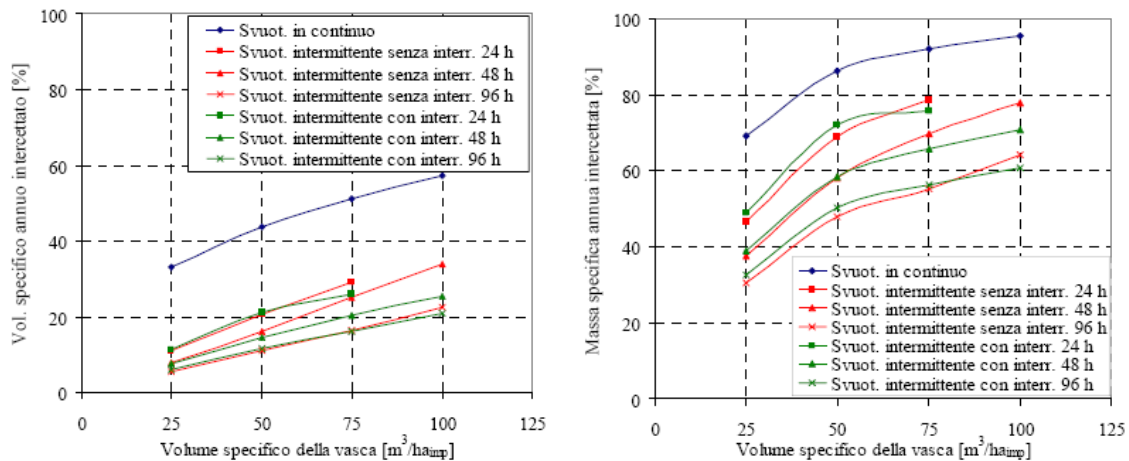 Vol. specifico annuo intercettato [%]
100
80
60
40
20
0
0 25 50 75 100 125
Volume specifico della vasca [m³/ha_imp]
Svuot. in continuo
Svuot. intermittente senza interr. 24 h
Svuot. intermittente senza interr. 48 h
Svuot. intermittente senza interr. 96 h
Svuot. intermittente con interr. 24 h
Svuot. intermittente con interr. 48 h
Svuot. intermittente con interr. 96 h
Massa specifica annua intercettata [%]
100
80
60
40
20
0
0 25 50 75 100 125
Volume specifico della vasca [m³/ha_imp]
Svuot. in continuo
Svuot. intermittente senza interr. 24 h
Svuot. intermittente senza interr. 48 h
Svuot. intermittente senza interr. 96 h
Svuot. intermittente con interr. 24 h
Svuot. intermittente con interr. 48 h
Svuot. intermittente con interr. 96 h